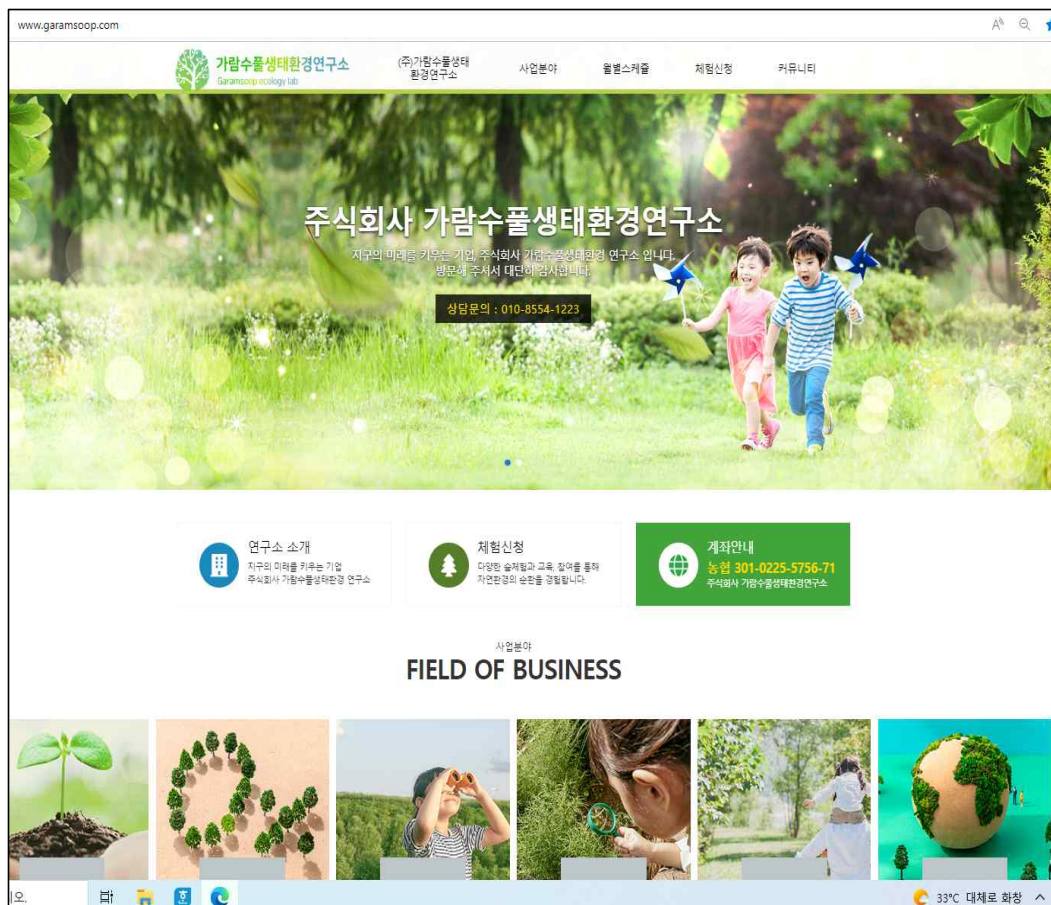 www.garamsoop.com
가람수풀생태환경연구소
Garamsoop ecology lab
(주)가람수풀생태
환경연구소
사업분야
월별스케줄
체험신청
커뮤니티
주식회사 가람수풀생태환경연구소
지구의 미래를 키우는 기업, 주식회사 가람수풀생태환경 연구소 입니다.
방문해 주셔서 대단히 감사합니다.
상담문의 : 010-8554-1223
연구소 소개
지구의 미래를 키우는 기업
주식회사 가람수풀생태환경 연구소
체험신청
다양한 숲체험과 교육, 참여를 통해
자연환경의 순환을 경험합니다.
계좌안내
농협 301-0225-5756-71
주식회사 가람수풀생태환경연구소
사업분야
FIELD OF BUSINESS
오.
33°C 대체로 화창